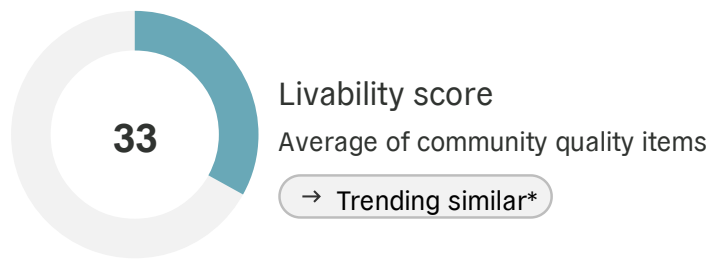 33
Livability score
Average of community quality items
→ Trending similar*